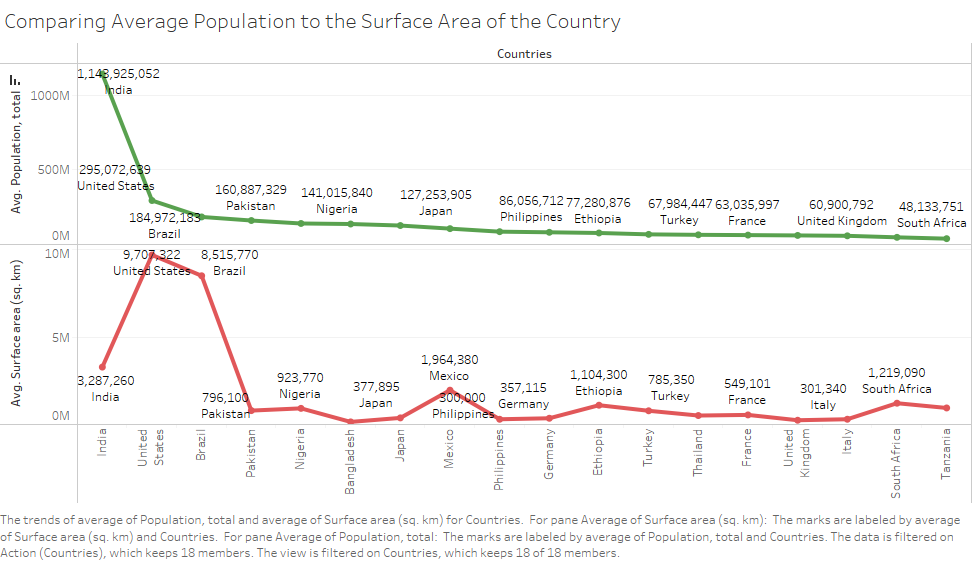 Comparing Average Population to the Surface Area of the Country
Countries
Avg. Population, total
1000M
500M
0M
1,143,925,052
India
295,072,639
United States
184,972,183
Brazil
160,887,329
Pakistan
141,015,840
Nigeria
127,253,905
Japan
86,056,712
Philippines
77,280,876
Ethiopia
67,984,447
Turkey
63,035,997
France
60,900,792
United Kingdom
48,133,751
South Africa
Avg. Surface area (sq. km)
10M
5M
0M
3,287,260
India
9,707,322
United States
8,515,770
Brazil
796,100
Pakistan
923,770
Nigeria
377,895
Japan
1,964,380
Mexico
300,000
Philippines
357,115
Germany
1,104,300
Ethiopia
785,350
Turkey
549,101
France
301,340
Italy
1,219,090
South Africa
India
United
States
Brazil
Pakistan
Nigeria
Bangladesh
Japan
Mexico
Philippines
Germany
Ethiopia
Turkey
Thailand
France
United
Kingdom
Italy
South Africa
Tanzania
The trends of average of Population, total and average of Surface area (sq. km) for Countries.  For pane Average of Surface area (sq. km):  The marks are labeled by average
of Surface area (sq. km) and Countries.  For pane Average of Population, total:  The marks are labeled by average of Population, total and Countries. The data is filtered on
Action (Countries), which keeps 18 members. The view is filtered on Countries, which keeps 18 of 18 members.